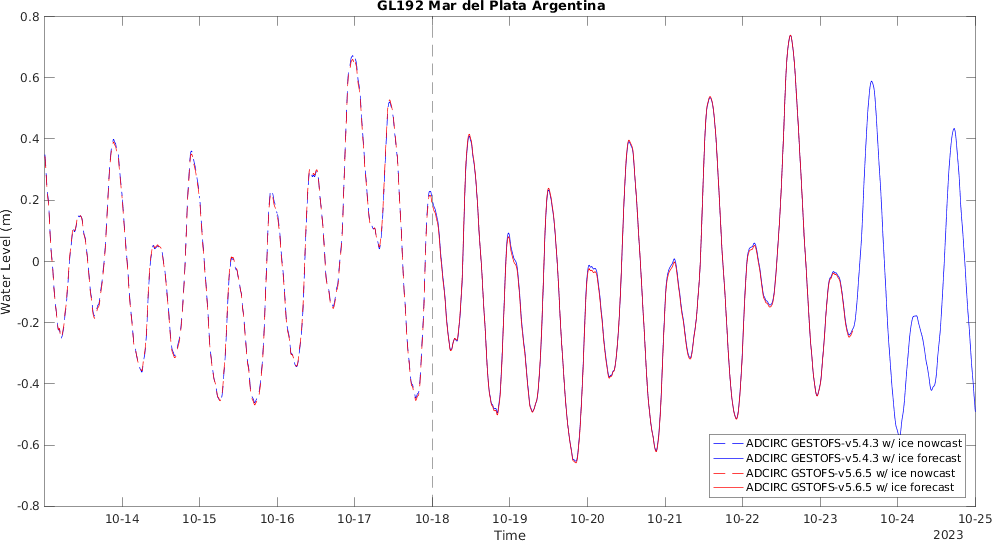 GL192 Mar del Plata Argentina
Water Level (m)
0.8
0.6
0.4
0.2
0
-0.2
-0.4
-0.6
-0.8
ADCIRC GESTOFS-v5.4.3 w/ ice nowcast
ADCIRC GESTOFS-v5.4.3 w/ ice forecast
ADCIRC GSTOFS-v5.6.5 w/ ice nowcast
ADCIRC GSTOFS-v5.6.5 w/ ice forecast
10-14 10-15 10-16 10-17 10-18 10-19 10-20 10-21 10-22 10-23 10-24 10-25
Time
2023